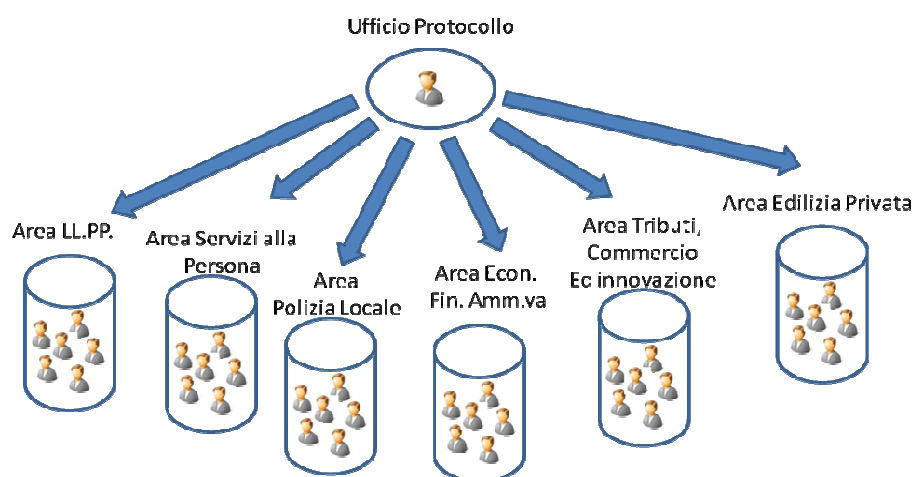 Ufficio Protocollo
Area LL.PP.
Area Servizi alla
Persona
Area
Polizia Locale
Area Econ.
Fin. Amm.va
Area Tributi,
Commercio
Ed innovazione
Area Edilizia Privata